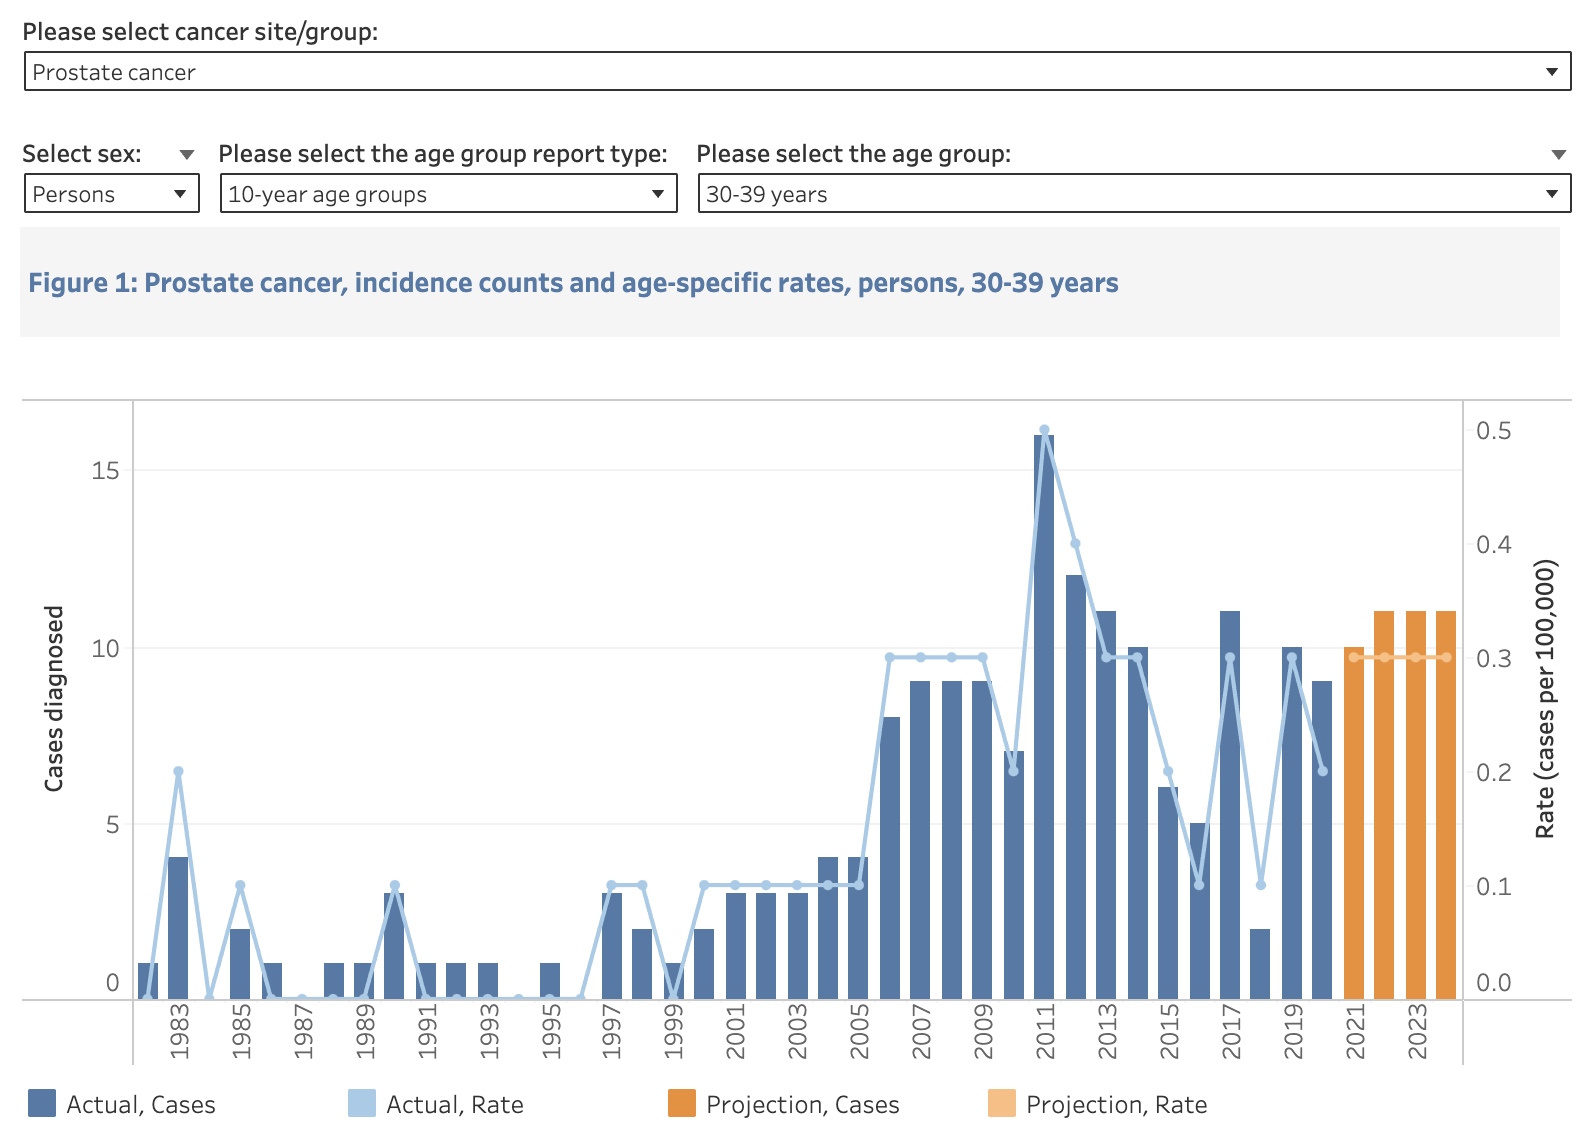 Please select cancer site/group:
Prostate cancer
Select sex: Please select the age group report type: Please select the age group:
Persons 10-year age groups 30-39 years
Figure 1: Prostate cancer, incidence counts and age-specific rates, persons, 30-39 years
Cases diagnosed
15
10
5
0
0.5
0.4
0.3
0.2
0.1
0.0
Rate (cases per 100,000)
1983 1985 1987 1989 1991 1993 1995 1997 1999 2001 2003 2005 2007 2009 2011 2013 2015 2017 2019 2021 2023
Actual, Cases Actual, Rate Projection, Cases Projection, Rate